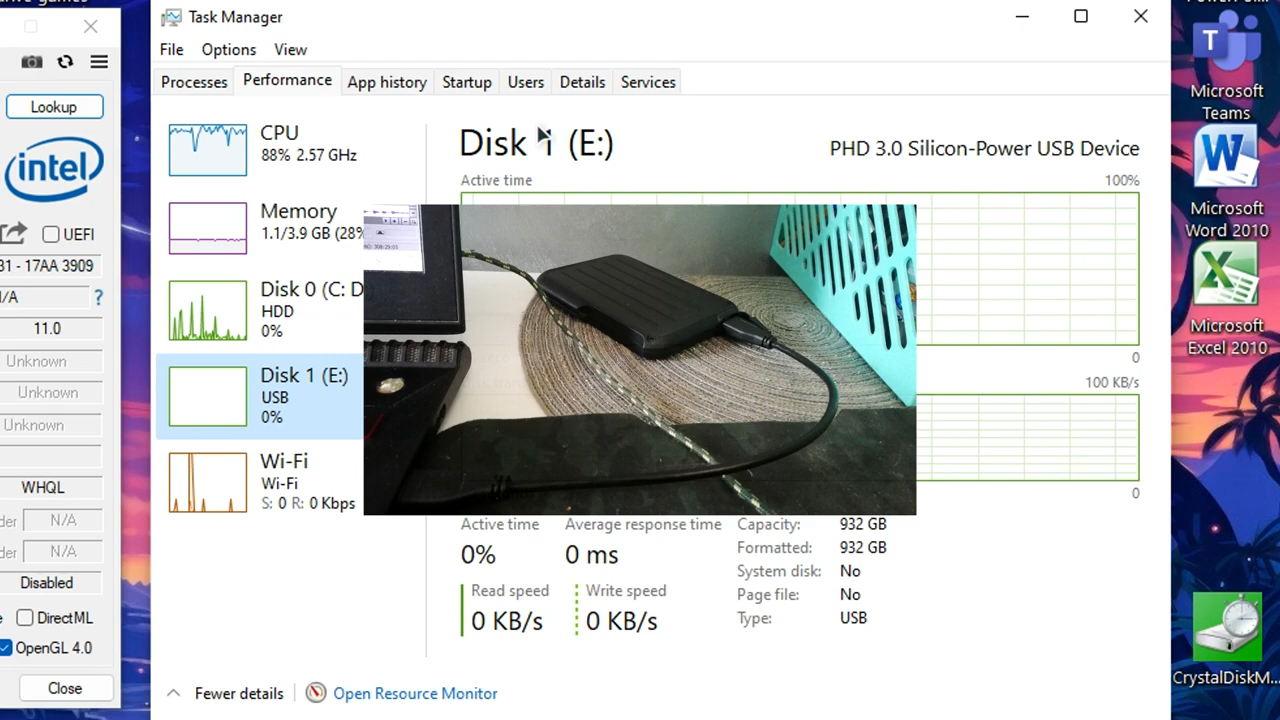 Task Manager
File Options View
Processes Performance App history Startup Users Details Services
CPU
88% 2.57 GHz
Memory
1.1/3.9 GB (28%
Disk 0 (C: D
HDD
0%
Disk 1 (E:)
USB
0%
Wi-Fi
Wi-Fi
S: 0 R: 0 Kbps
Disk 1 (E:)
PHD 3.0 Silicon-Power USB Device
Active time 100%
0
100 KB/s
0
Active time
0%
Average response time
0 ms
Read speed
0 KB/s
Write speed
0 KB/s
Capacity: 932 GB
Formatted: 932 GB
System disk: No
Page file: No
Type: USB
Fewer details
Open Resource Monitor
Lookup
intel
UEFI
31 - 17AA 3909
/A ?
11.0
Unknown
Unknown
Unknown
WHQL
der N/A
der N/A
Disabled
DirectML
OpenGL 4.0
Close
T
Microsoft
Teams
W
Microsoft
Word 2010
X
Microsoft
Excel 2010
CrystalDiskM...